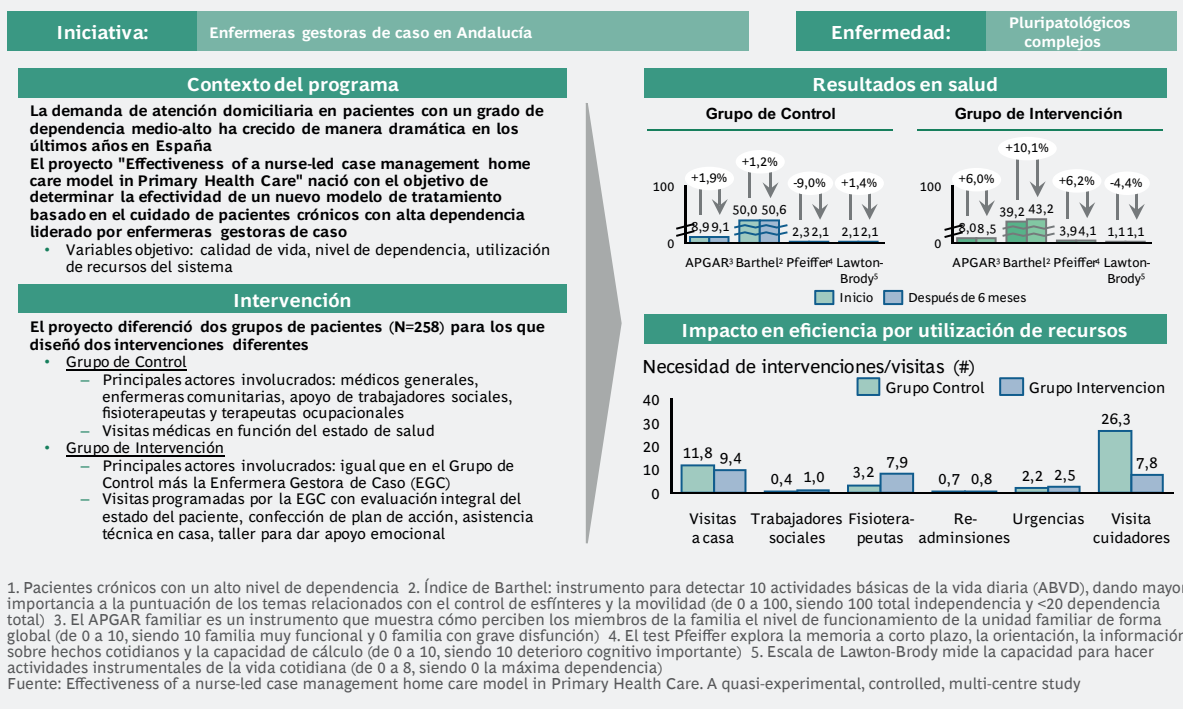 Iniciativa:
Enfermeras gestoras de caso en Andalucía
Enfermedad:
Pluripatológicos
complejos
Contexto del programa
La demanda de atención domiciliaria en pacientes con un grado de
dependencia medio-alto ha crecido de manera dramática en los
últimos años en España
El proyecto "Effectiveness of a nurse-led case management home
care model in Primary Health Care" nació con el objetivo de
determinar la efectividad de un nuevo modelo de tratamiento
basado en el cuidado de pacientes crónicos con alta dependencia
liderado por enfermeras gestoras de caso
• Variables objetivo: calidad de vida, nivel de dependencia, utilización
de recursos del sistema
Intervención
El proyecto diferenció dos grupos de pacientes (N=258) para los que
diseñó dos intervenciones diferentes
• Grupo de Control
– Principales actores involucrados: médicos generales,
enfermeras comunitarias, apoyo de trabajadores sociales,
fisioterapeutas y terapeutas ocupacionales
– Visitas médicas en función del estado de salud
• Grupo de Intervención
– Principales actores involucrados: igual que en el Grupo de
Control más la Enfermera Gestora de Caso (EGC)
– Visitas programadas por la EGC con evaluación integral del
estado del paciente, confección de plan de acción, asistencia
técnica en casa, taller para dar apoyo emocional
Resultados en salud
Grupo de Control
+1,9% +1,2% -9,0% +1,4%
100
8,9 9,1 50,0 50,6 2,3 2,1 2,1 2,1
0
APGAR³ Barthel² Pfeiffer⁴ Lawton-
Brody⁵
Grupo de Intervención
+6,0% +10,1% +6,2% -4,4%
100
8,0 8,5 39,2 43,2 3,9 4,1 1,1 1,1
0
APGAR³ Barthel² Pfeiffer⁴ Lawton-
Brody⁵
Inicio Después de 6 meses
Impacto en eficiencia por utilización de recursos
Necesidad de intervenciones/visitas (#)
Grupo Control Grupo Intervencion
40
30
20
10
0
11,8 9,4 0,4 1,0 3,2 7,9 0,7 0,8 2,2 2,5 26,3 7,8
Visitas Trabajadores Fisiotera- Re- Urgencias Visita
a casa sociales peutas adminsiones cuidadores
1. Pacientes crónicos con un alto nivel de dependencia 2. Índice de Barthel: instrumento para detectar 10 actividades básicas de la vida diaria (ABVD), dando mayor
importancia a la puntuación de los temas relacionados con el control de esfínteres y la movilidad (de 0 a 100, siendo 100 total independencia y <20 dependencia
total) 3. El APGAR familiar es un instrumento que muestra cómo perciben los miembros de la familia el nivel de funcionamiento de la unidad familiar de forma
global (de 0 a 10, siendo 10 familia muy funcional y 0 familia con grave disfunción) 4. El test Pfeiffer explora la memoria a corto plazo, la orientación, la información
sobre hechos cotidianos y la capacidad de cálculo (de 0 a 10, siendo 10 deterioro cognitivo importante) 5. Escala de Lawton-Brody mide la capacidad para hacer
actividades instrumentales de la vida cotidiana (de 0 a 8, siendo 0 la máxima dependencia)
Fuente: Effectiveness of a nurse-led case management home care model in Primary Health Care. A quasi-experimental, controlled, multi-centre study